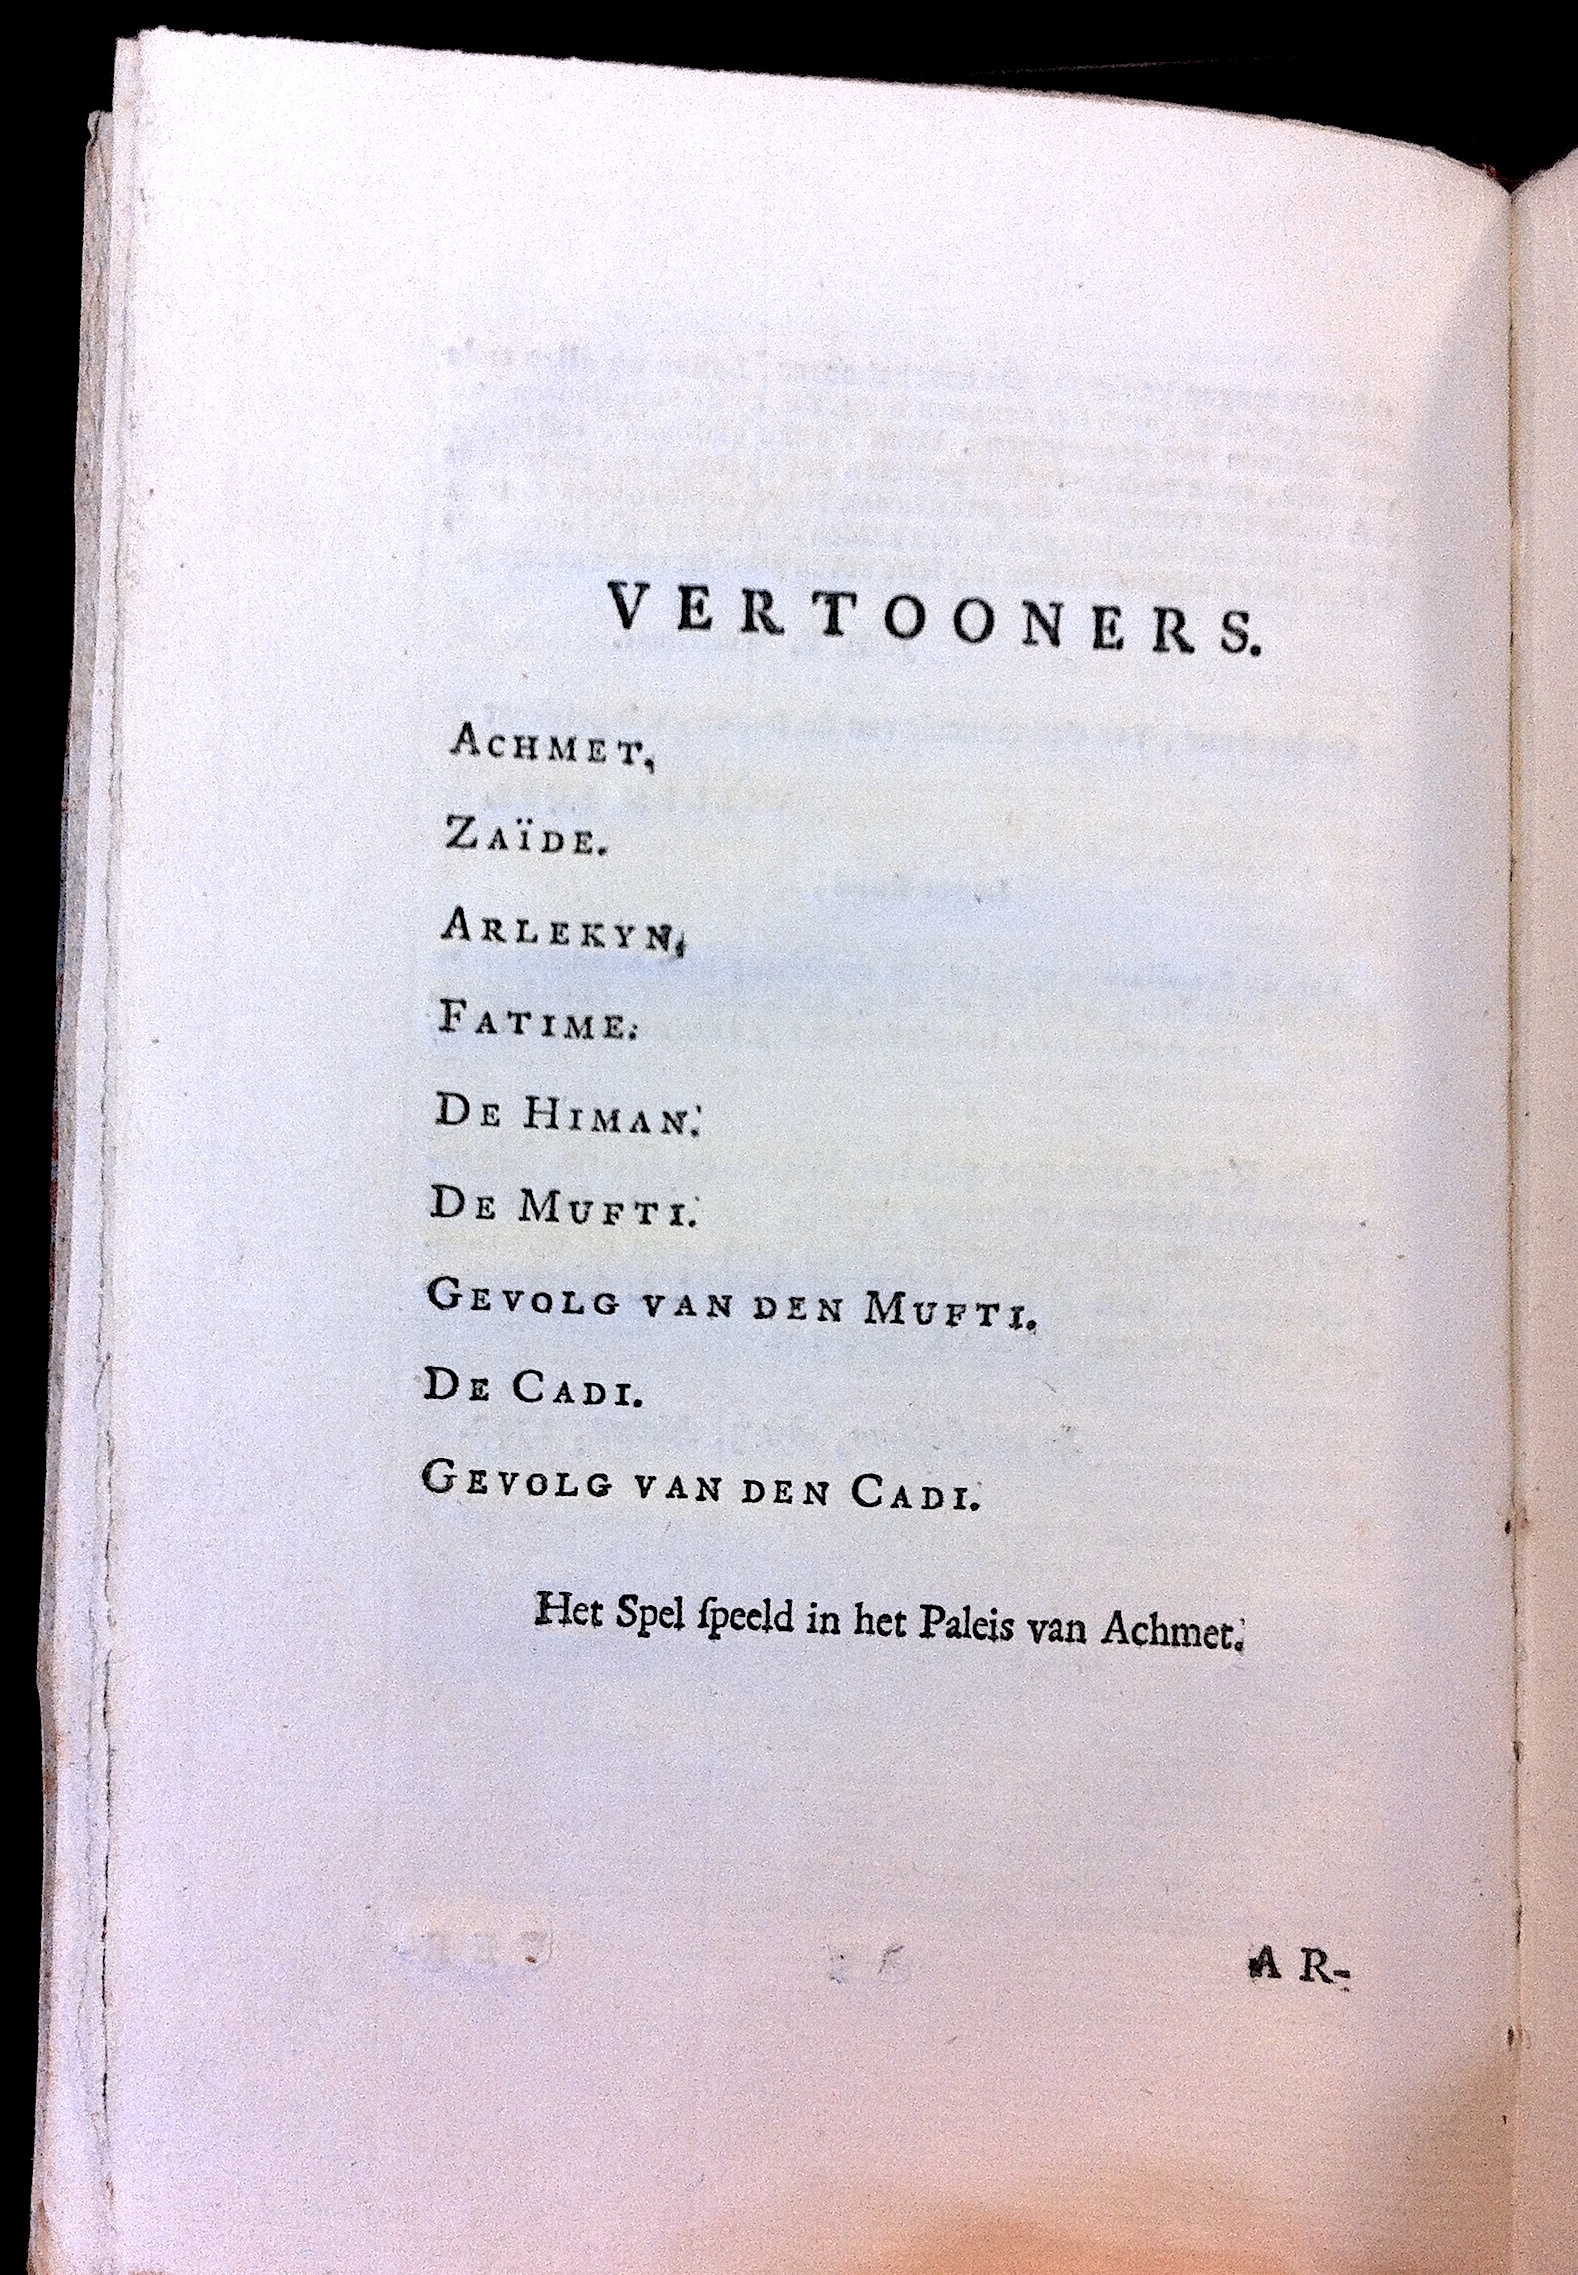 VERTOONERS.
ACHMET,
ZAÏDE.
ARLEKYN,
FATIME.
DE HIMAN.
DE MUFTI.
GEVOLG VAN DEN MUFTI.
DE CADI.
GEVOLG VAN DEN CADI.
Het Spel ſpeeld in het Paleis van Achmet.
AR-